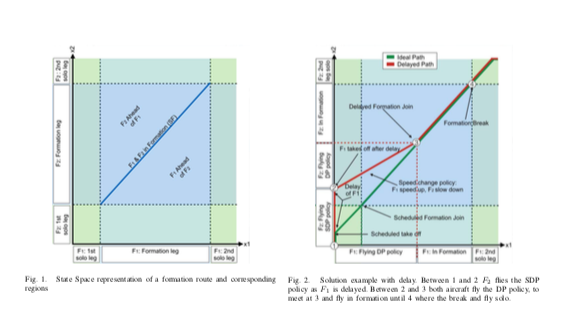 x2
F2: 2nd
solo leg
F2: Formation leg
F2: 1st
solo leg
F2 Ahead
of F1
F1 & F2 in Formation (SF)
F1 Ahead
of F2
x1
F1: 1st
solo leg
F1: Formation leg
F1: 2nd
solo leg
Fig. 1. State Space representation of a formation route and corresponding
regions
x2
Ideal Path
Delayed Path
F2: 2nd
leg solo
F2: In Formation
F2: Flying
DP policy
F2: Flying
SDP policy
Delayed Formation Join
Formation Break
F1 takes off after delay
Delay
of F1
Speed change policy:
F1 speed up, F2 slow down
Scheduled Formation Join
Scheduled take off
x1
F1: Flying DP policy
F1: In Formation
F1: 2nd
leg solo
Fig. 2. Solution example with delay. Between 1 and 2 F2 flies the SDP
policy as F1 is delayed. Between 2 and 3 both aircraft fly the DP policy, to
meet at 3 and fly in formation until 4 where the break and fly solo.